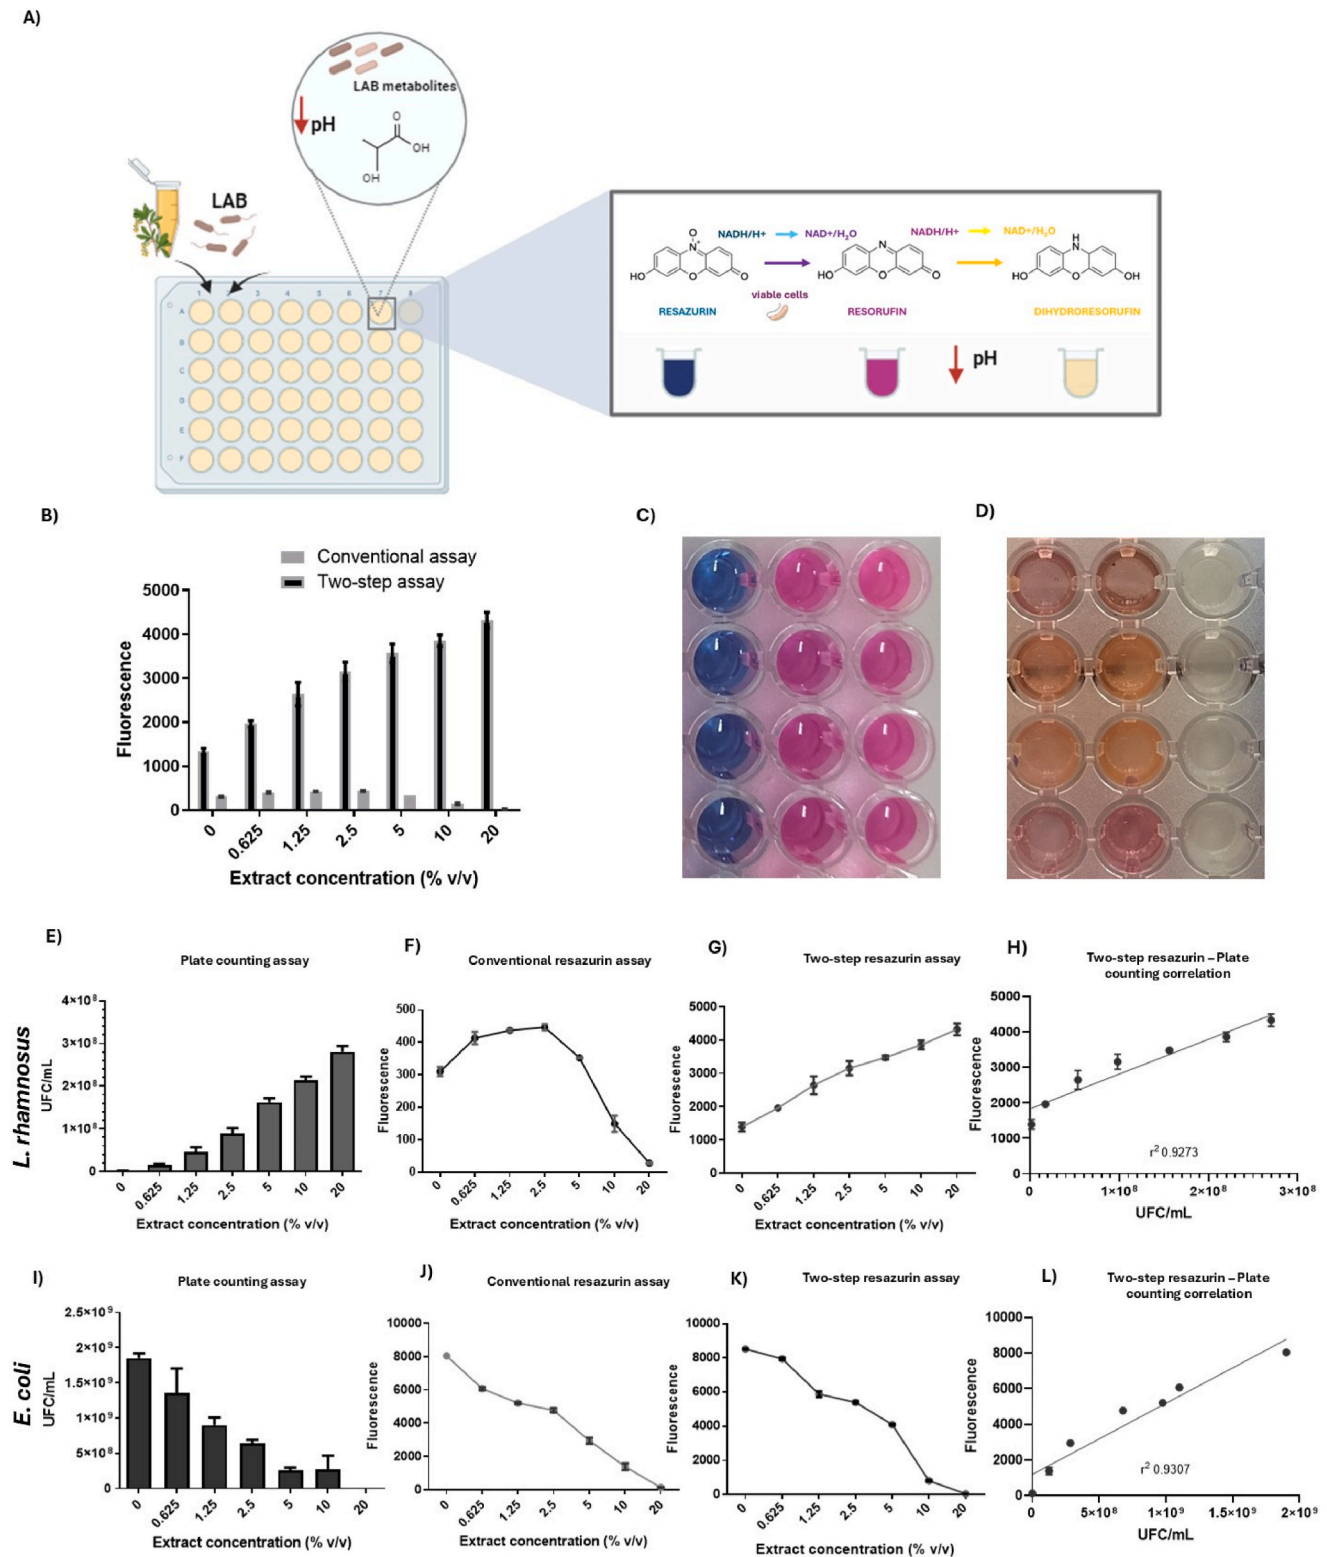 A)
LAB metabolites
pH
O
OH
OH
LAB
1 2 3 4 5 6 7 8
A
B
C
D
E
F
NADH/H+ NAD+/H₂O NADH/H+ NAD+/H₂O
O
N⁺
HO O O
N
HO O O
H
N
HO O OH
viable cells
RESAZURIN RESORUFIN DIHYDRORESORUFIN
pH
B)
Conventional assay
Two-step assay
Fluorescence
5000
4000
3000
2000
1000
0
0 0.625 1.25 2.5 5 10 20
Extract concentration (% v/v)
C)
D)
L. rhamnosus
E)
Plate counting assay
UFC/mL
4×10⁸
3×10⁸
2×10⁸
1×10⁸
0
0 0.625 1.25 2.5 5 10 20
Extract concentration (% v/v)
F)
Conventional resazurin assay
Fluorescence
500
400
300
200
100
0
0 0.625 1.25 2.5 5 10 20
Extract concentration (% v/v)
G)
Two-step resazurin assay
Fluorescence
5000
4000
3000
2000
1000
0
0 0.625 1.25 2.5 5 10 20
Extract concentration (% v/v)
H)
Two-step resazurin – Plate
counting correlation
Fluorescence
5000
4000
3000
2000
1000
0
r² 0.9273
0 1×10⁸ 2×10⁸ 3×10⁸
UFC/mL
E. coli
I)
Plate counting assay
UFC/mL
2.5×10⁹
2×10⁹
1.5×10⁹
1×10⁹
5×10⁸
0
0 0.625 1.25 2.5 5 10 20
Extract concentration (% v/v)
J)
Conventional resazurin assay
Fluorescence
10000
8000
6000
4000
2000
0
0 0.625 1.25 2.5 5 10 20
Extract concentration (% v/v)
K)
Two-step resazurin assay
Fluorescence
10000
8000
6000
4000
2000
0
0 0.625 1.25 2.5 5 10 20
Extract concentration (% v/v)
L)
Two-step resazurin – Plate
counting correlation
Fluorescence
10000
8000
6000
4000
2000
0
r² 0.9307
0 5×10⁸ 1×10⁹ 1.5×10⁹ 2×10⁹
UFC/mL